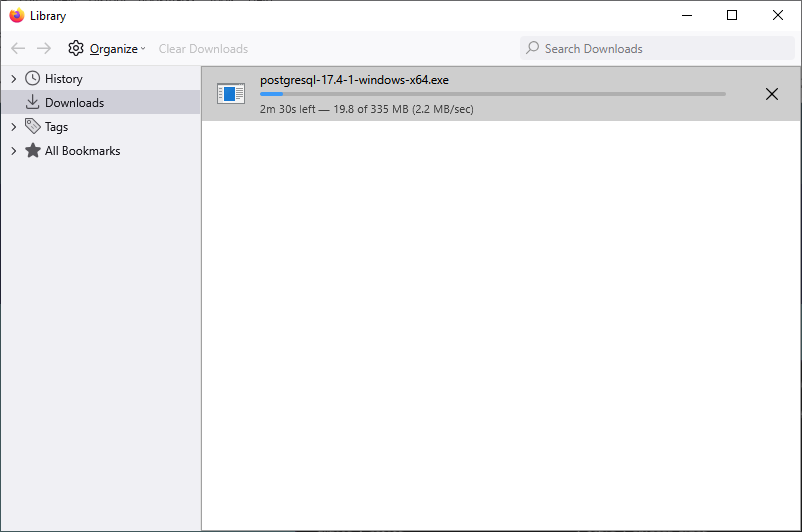 Library
Organize
Clear Downloads
Search Downloads
History
Downloads
Tags
All Bookmarks
postgresql-17.4-1-windows-x64.exe
2m 30s left — 19.8 of 335 MB (2.2 MB/sec)